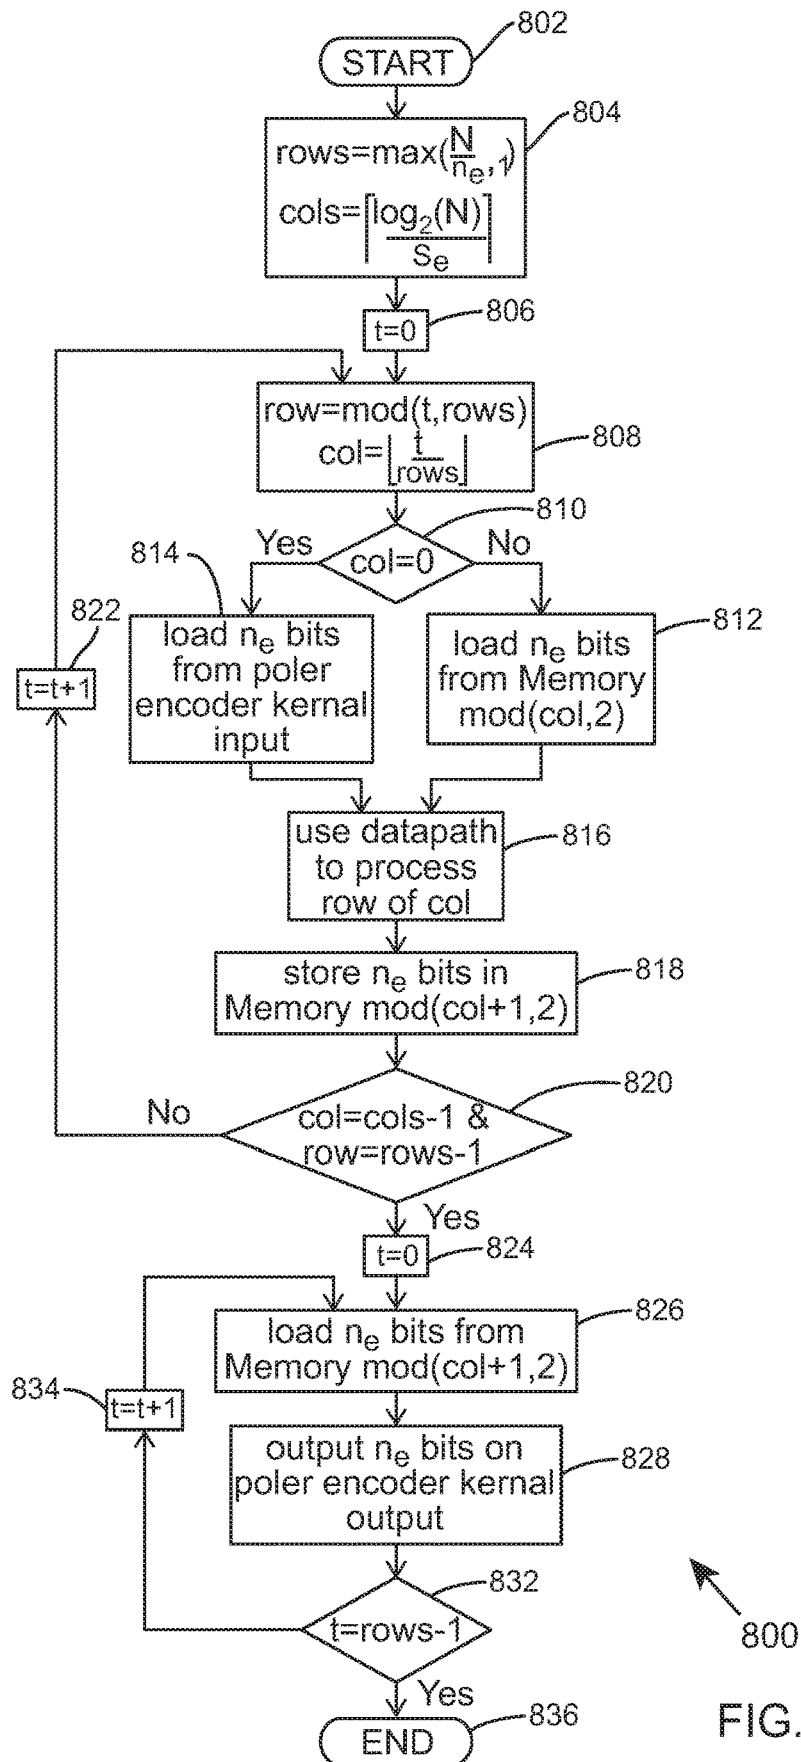 802
START
804
rows=max(N/nₑ,1)
cols=⌈log₂(N)/Sₑ⌉
806
t=0
row=mod(t,rows)
col=⌊t/rows⌋
808
810
Yes
No
col=0
814
822
t=t+1
load nₑ bits
from poler
encoder kernal
input
812
load nₑ bits
from Memory
mod(col,2)
use datapath
to process
row of col
816
store nₑ bits in
Memory mod(col+1,2)
818
820
No
col=cols-1 &
row=rows-1
Yes
t=0
824
load nₑ bits from
Memory mod(col+1,2)
826
834
t=t+1
output nₑ bits on
poler encoder kernal
output
828
832
t=rows-1
800
Yes
END
836
FIG.